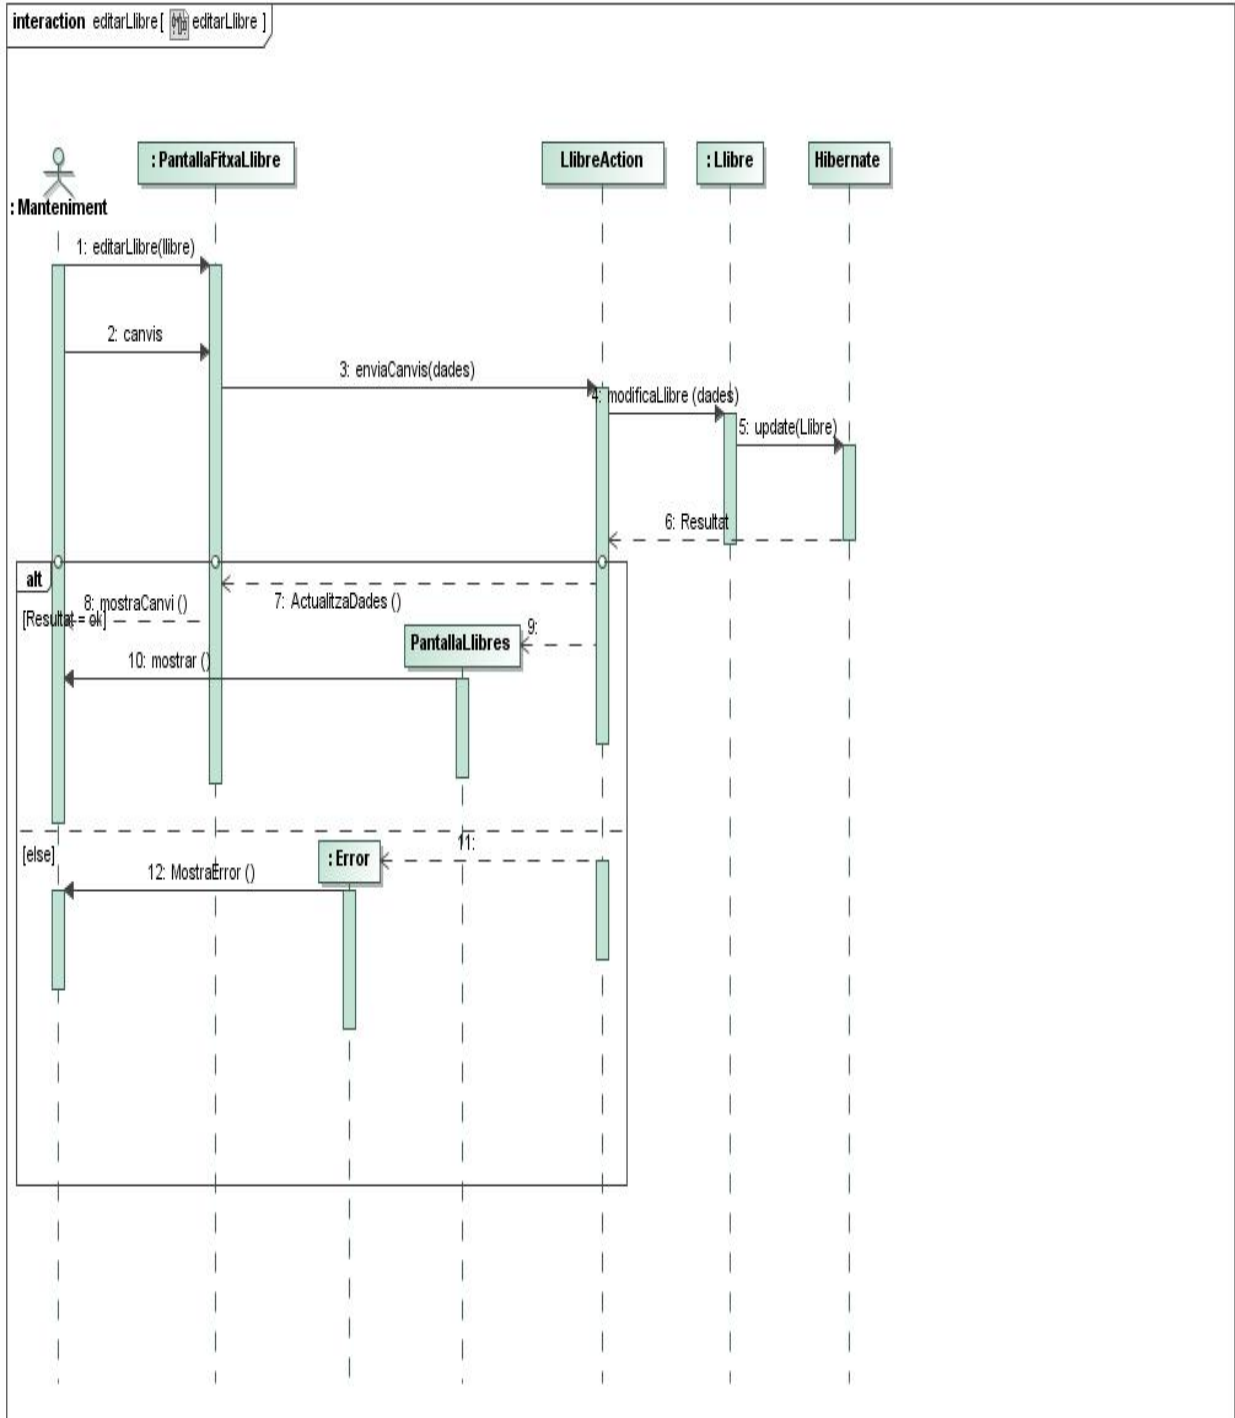 interaction editarLlibre[ editarLlibre ]
: PantallaFitxaLlibre
LlibreAction
: Llibre
Hibernate
: Manteniment
1: editarLlibre(llibre)
2: canvis
3: enviaCanvis(dades)
4: modificaLlibre (dades)
5: update(Llibre)
6: Resultat
alt
7: ActualitzaDades ()
8: mostraCanvi ()
[Resultat = ok]
9:
PantallaLlibres
10: mostrar ()
11:
[else]
: Error
12: MostraError ()